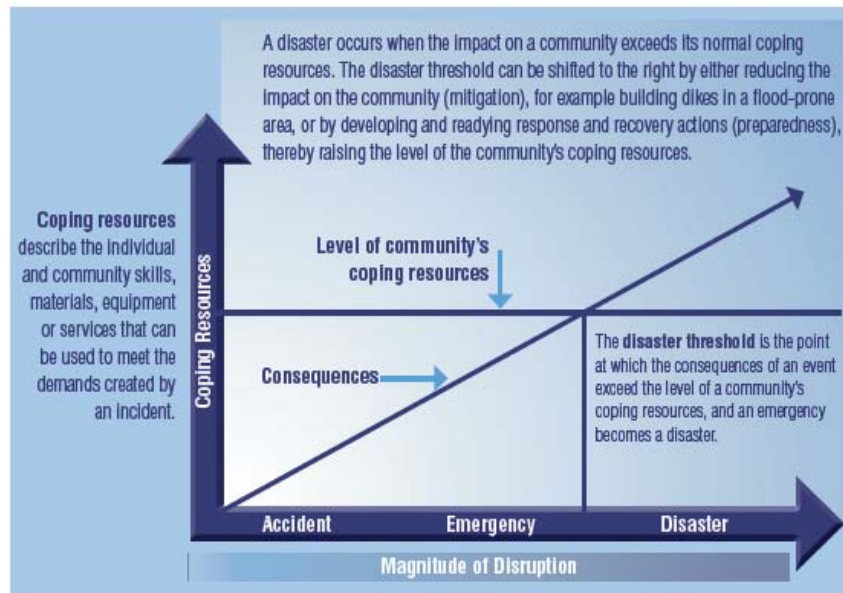 A disaster occurs when the impact on a community exceeds its normal coping
resources. The disaster threshold can be shifted to the right by either reducing the
impact on the community (mitigation), for example building dikes in a flood-prone
area, or by developing and readying response and recovery actions (preparedness),
thereby raising the level of the community's coping resources.
Coping resources
describe the individual
and community skills,
materials, equipment
or services that can
be used to meet the
demands created by
an incident.
Coping Resources
Level of community's
coping resources
Consequences
The disaster threshold is the point
at which the consequences of an event
exceed the level of a community's
coping resources, and an emergency
becomes a disaster.
Accident
Emergency
Disaster
Magnitude of Disruption